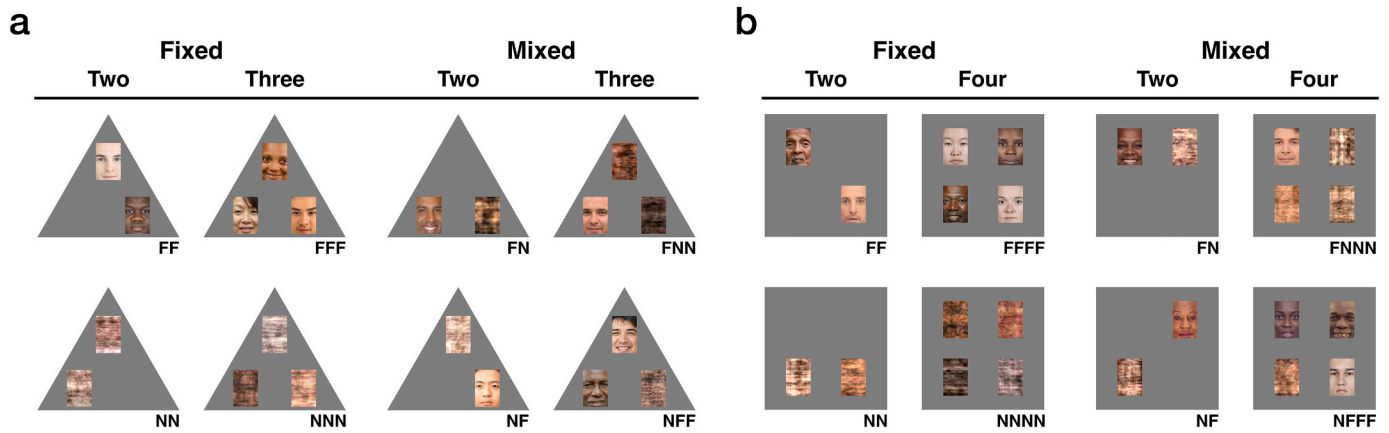 a
Fixed Mixed
Two Three Two Three
FF FFF FN FNN
NN NNN NF NFF
b
Fixed Mixed
Two Four Two Four
FF FFFF FN FNNN
NN NNNN NF NFFF